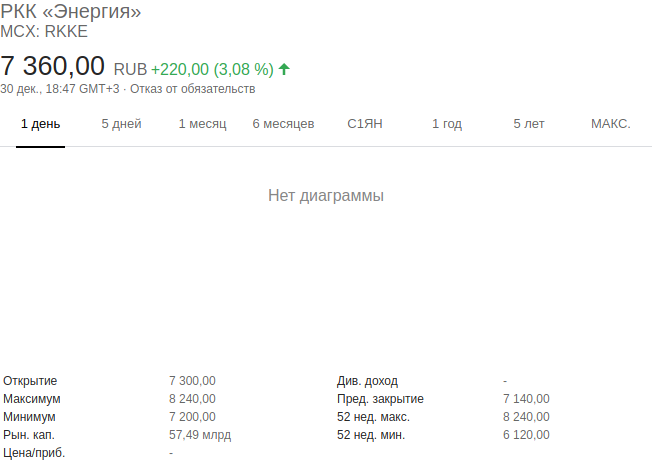 РКК «Энергия»
MCX: RKKE
7 360,00 RUB +220,00 (3,08 %)
30 дек., 18:47 GMT+3 · Отказ от обязательств
1 день 5 дней 1 месяц 6 месяцев С1ЯН 1 год 5 лет МАКС.
Нет диаграммы
Открытие 7 300,00 Див. доход -
Максимум 8 240,00 Пред. закрытие 7 140,00
Минимум 7 200,00 52 нед. макс. 8 240,00
Рын. кап. 57,49 млрд 52 нед. мин. 6 120,00
Цена/приб. -